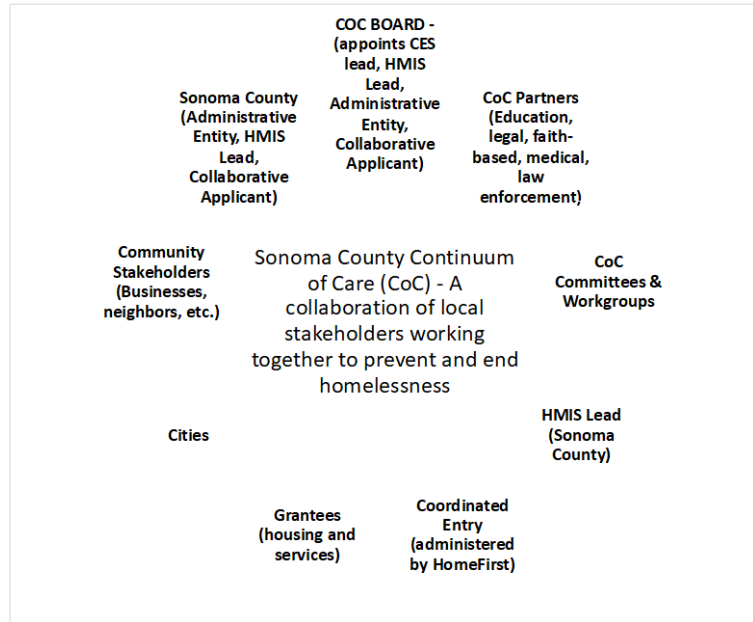 COC BOARD -
(appoints CES
lead, HMIS
Lead,
Administrative
Entity,
Collaborative
Applicant)
Sonoma County
(Administrative
Entity, HMIS
Lead,
Collaborative
Applicant)
CoC Partners
(Education,
legal, faith-
based, medical,
law
enforcement)
Community
Stakeholders
(Businesses,
neighbors, etc.)
Sonoma County Continuum
of Care (CoC) - A
collaboration of local
stakeholders working
together to prevent and end
homelessness
CoC
Committees &
Workgroups
Cities
HMIS Lead
(Sonoma
County)
Grantees
(housing and
services)
Coordinated
Entry
(administered
by HomeFirst)